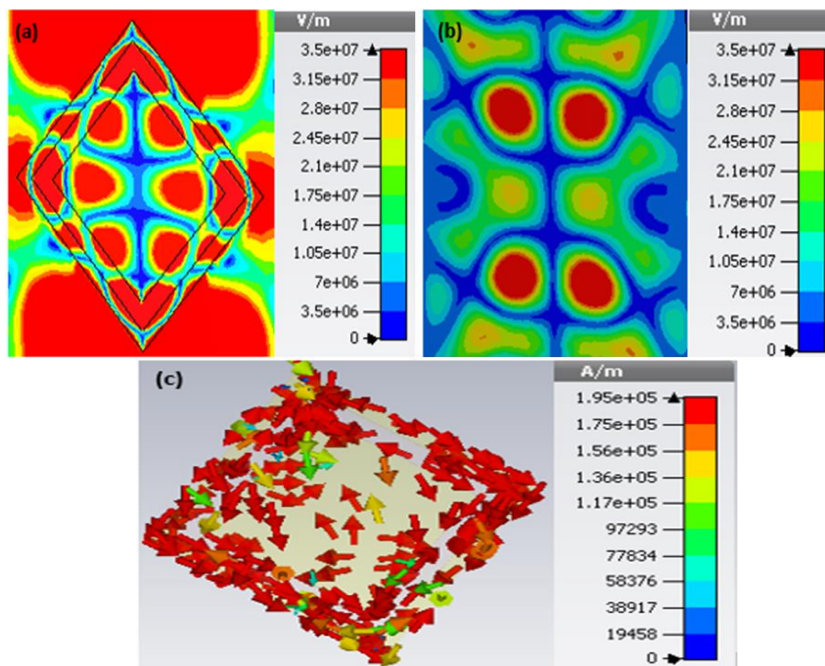 (a)
V/m
3.5e+07
3.15e+07
2.8e+07
2.45e+07
2.1e+07
1.75e+07
1.4e+07
1.05e+07
7e+06
3.5e+06
0
(b)
V/m
3.5e+07
3.15e+07
2.8e+07
2.45e+07
2.1e+07
1.75e+07
1.4e+07
1.05e+07
7e+06
3.5e+06
0
(c)
A/m
1.95e+05
1.75e+05
1.56e+05
1.36e+05
1.17e+05
97293
77834
58376
38917
19458
0